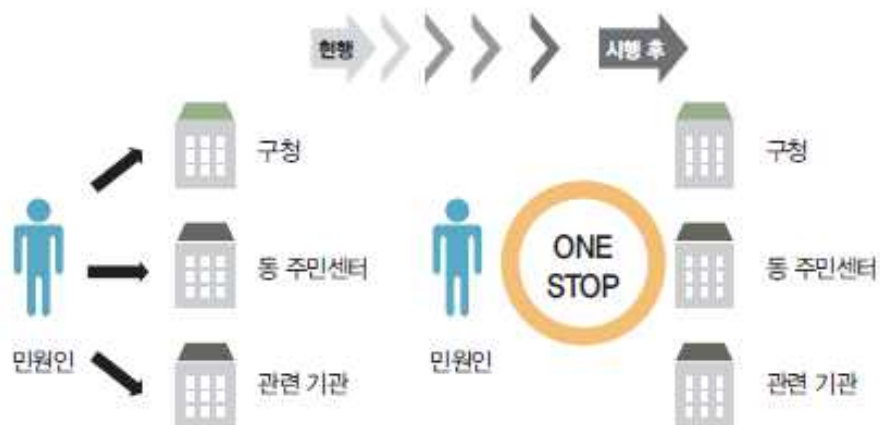 현행
시행 후
구청
동 주민센터
관련 기관
민원인
ONE
STOP
민원인
구청
동 주민센터
관련 기관